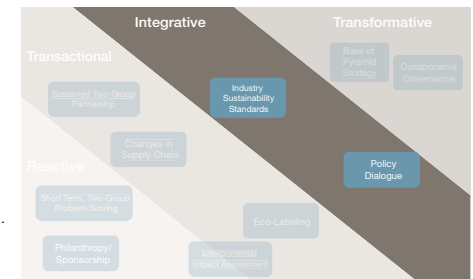 Integrative
Transformative
Transactional
Base of
Pyramid
Strategy
Collaborative
Governance
Sustained Two-Group
Partnership
Industry
Sustainability
Standards
Changes in
Supply Chain
Reactive
Policy
Dialogue
Short Term, Two-Group
Problem Solving
Eco-Labeling
Philanthropy/
Sponsorship
Environmental
Impact Assessment
.